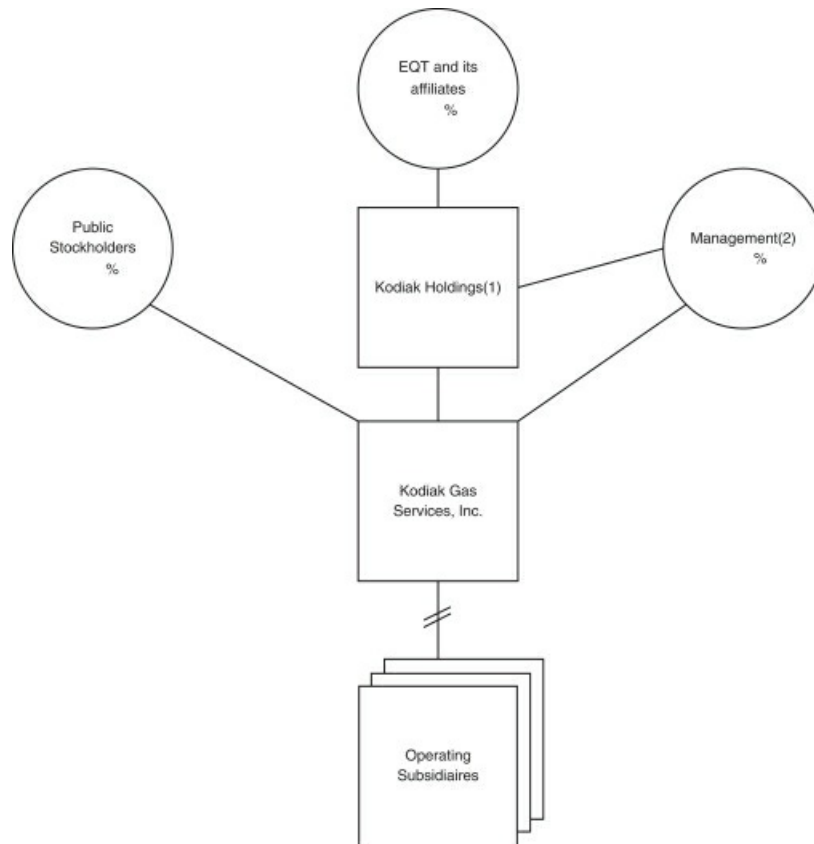 EQT and its
affiliates
%
Public
Stockholders
%
Kodiak Holdings(1)
Management(2)
%
Kodiak Gas
Services, Inc.
Operating
Subsidiaires